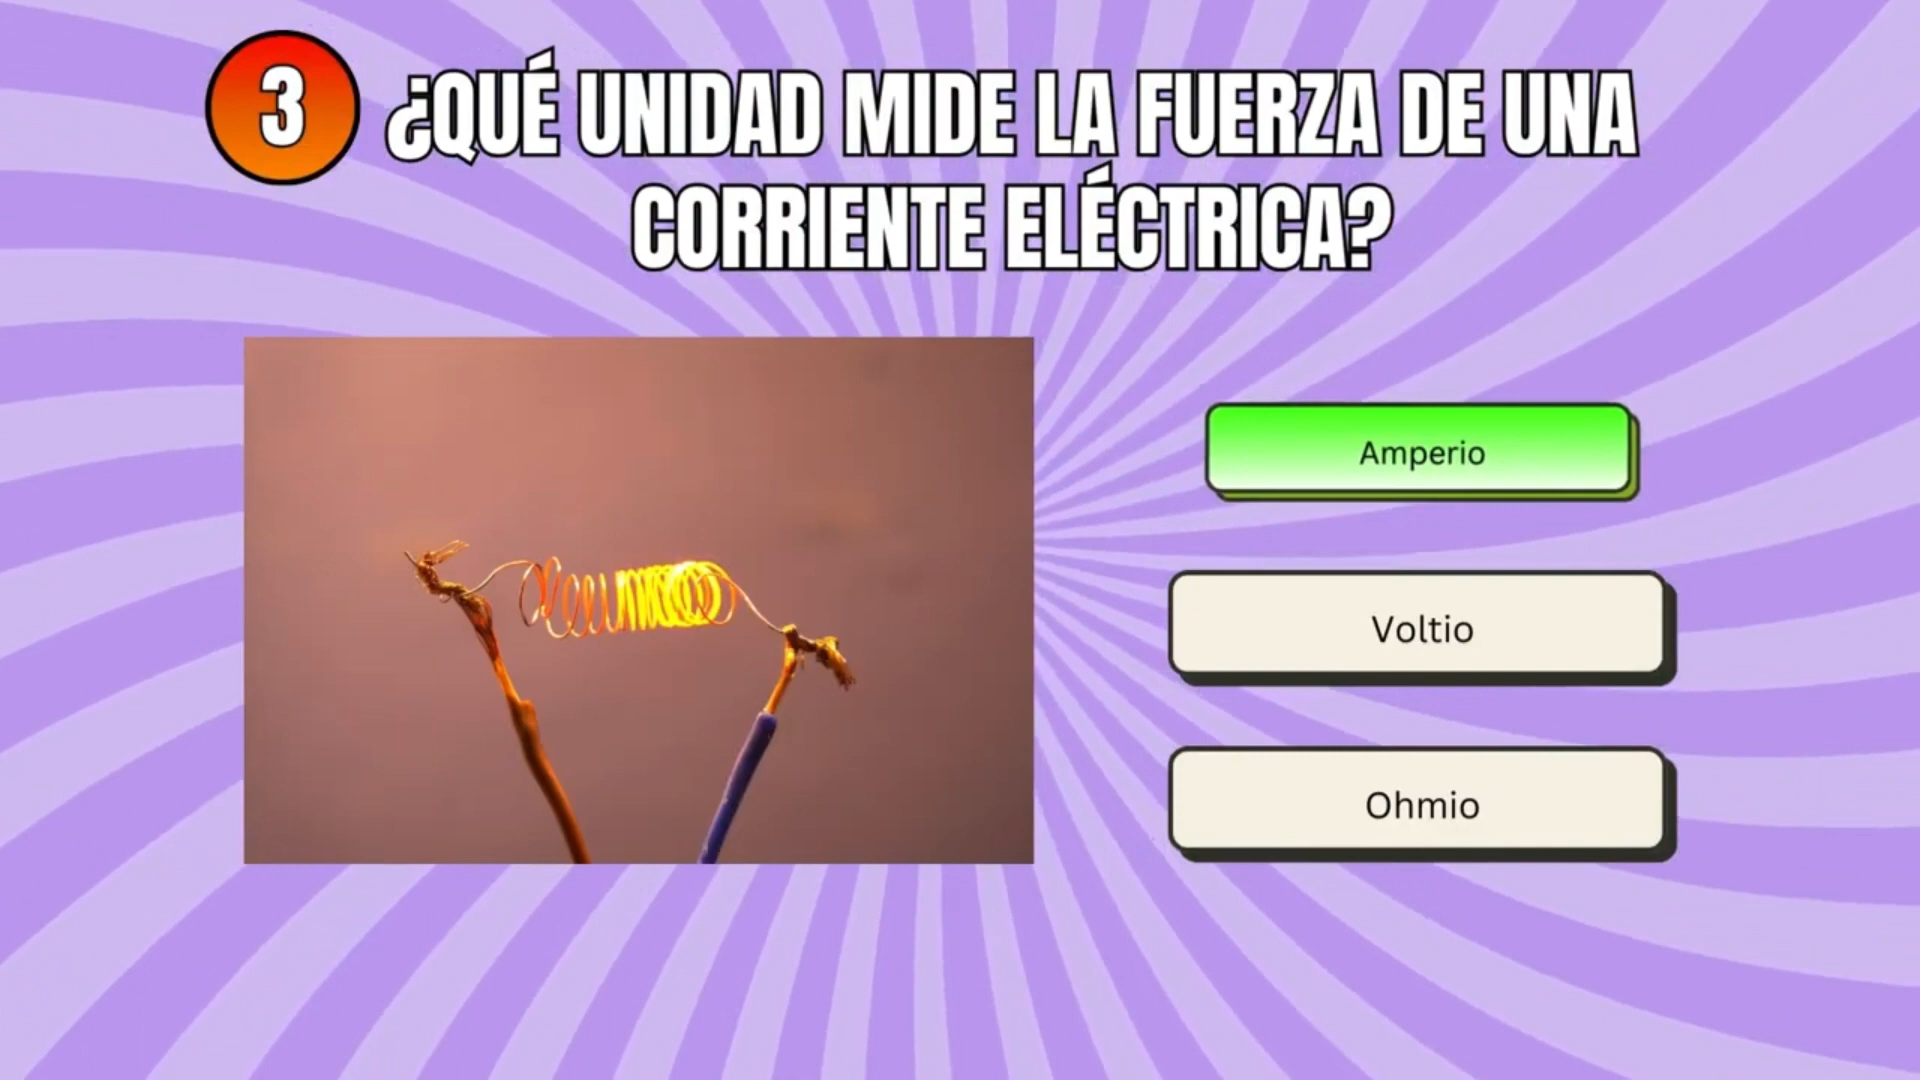 3
¿QUÉ UNIDAD MIDE LA FUERZA DE UNA
CORRIENTE ELÉCTRICA?
Amperio
Voltio
Ohmio